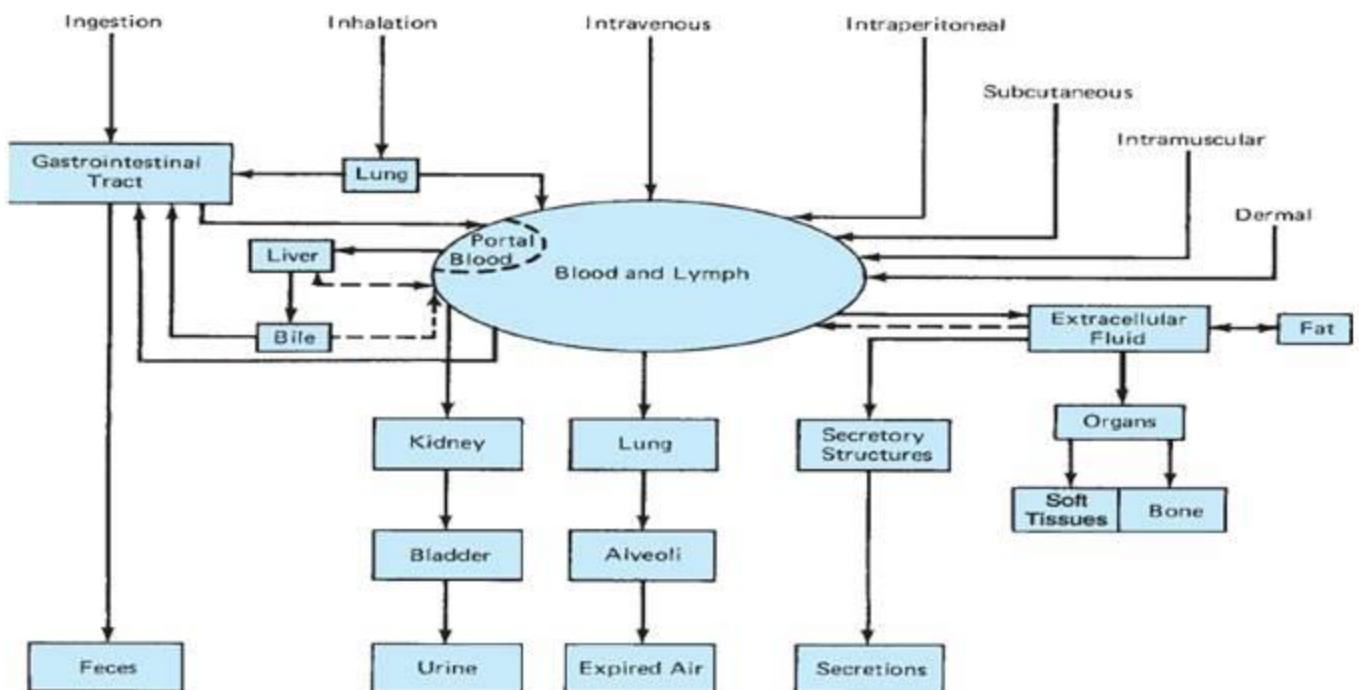 Ingestion
Inhalation
Intravenous
Intraperitoneal
Subcutaneous
Intramuscular
Dermal
Gastrointestinal
Tract
Lung
Portal
Blood
Liver
Blood and Lymph
Bile
Extracellular
Fluid
Fat
Kidney
Lung
Secretory
Structures
Organs
Soft
Tissues
Bone
Bladder
Alveoli
Feces
Urine
Expired Air
Secretions